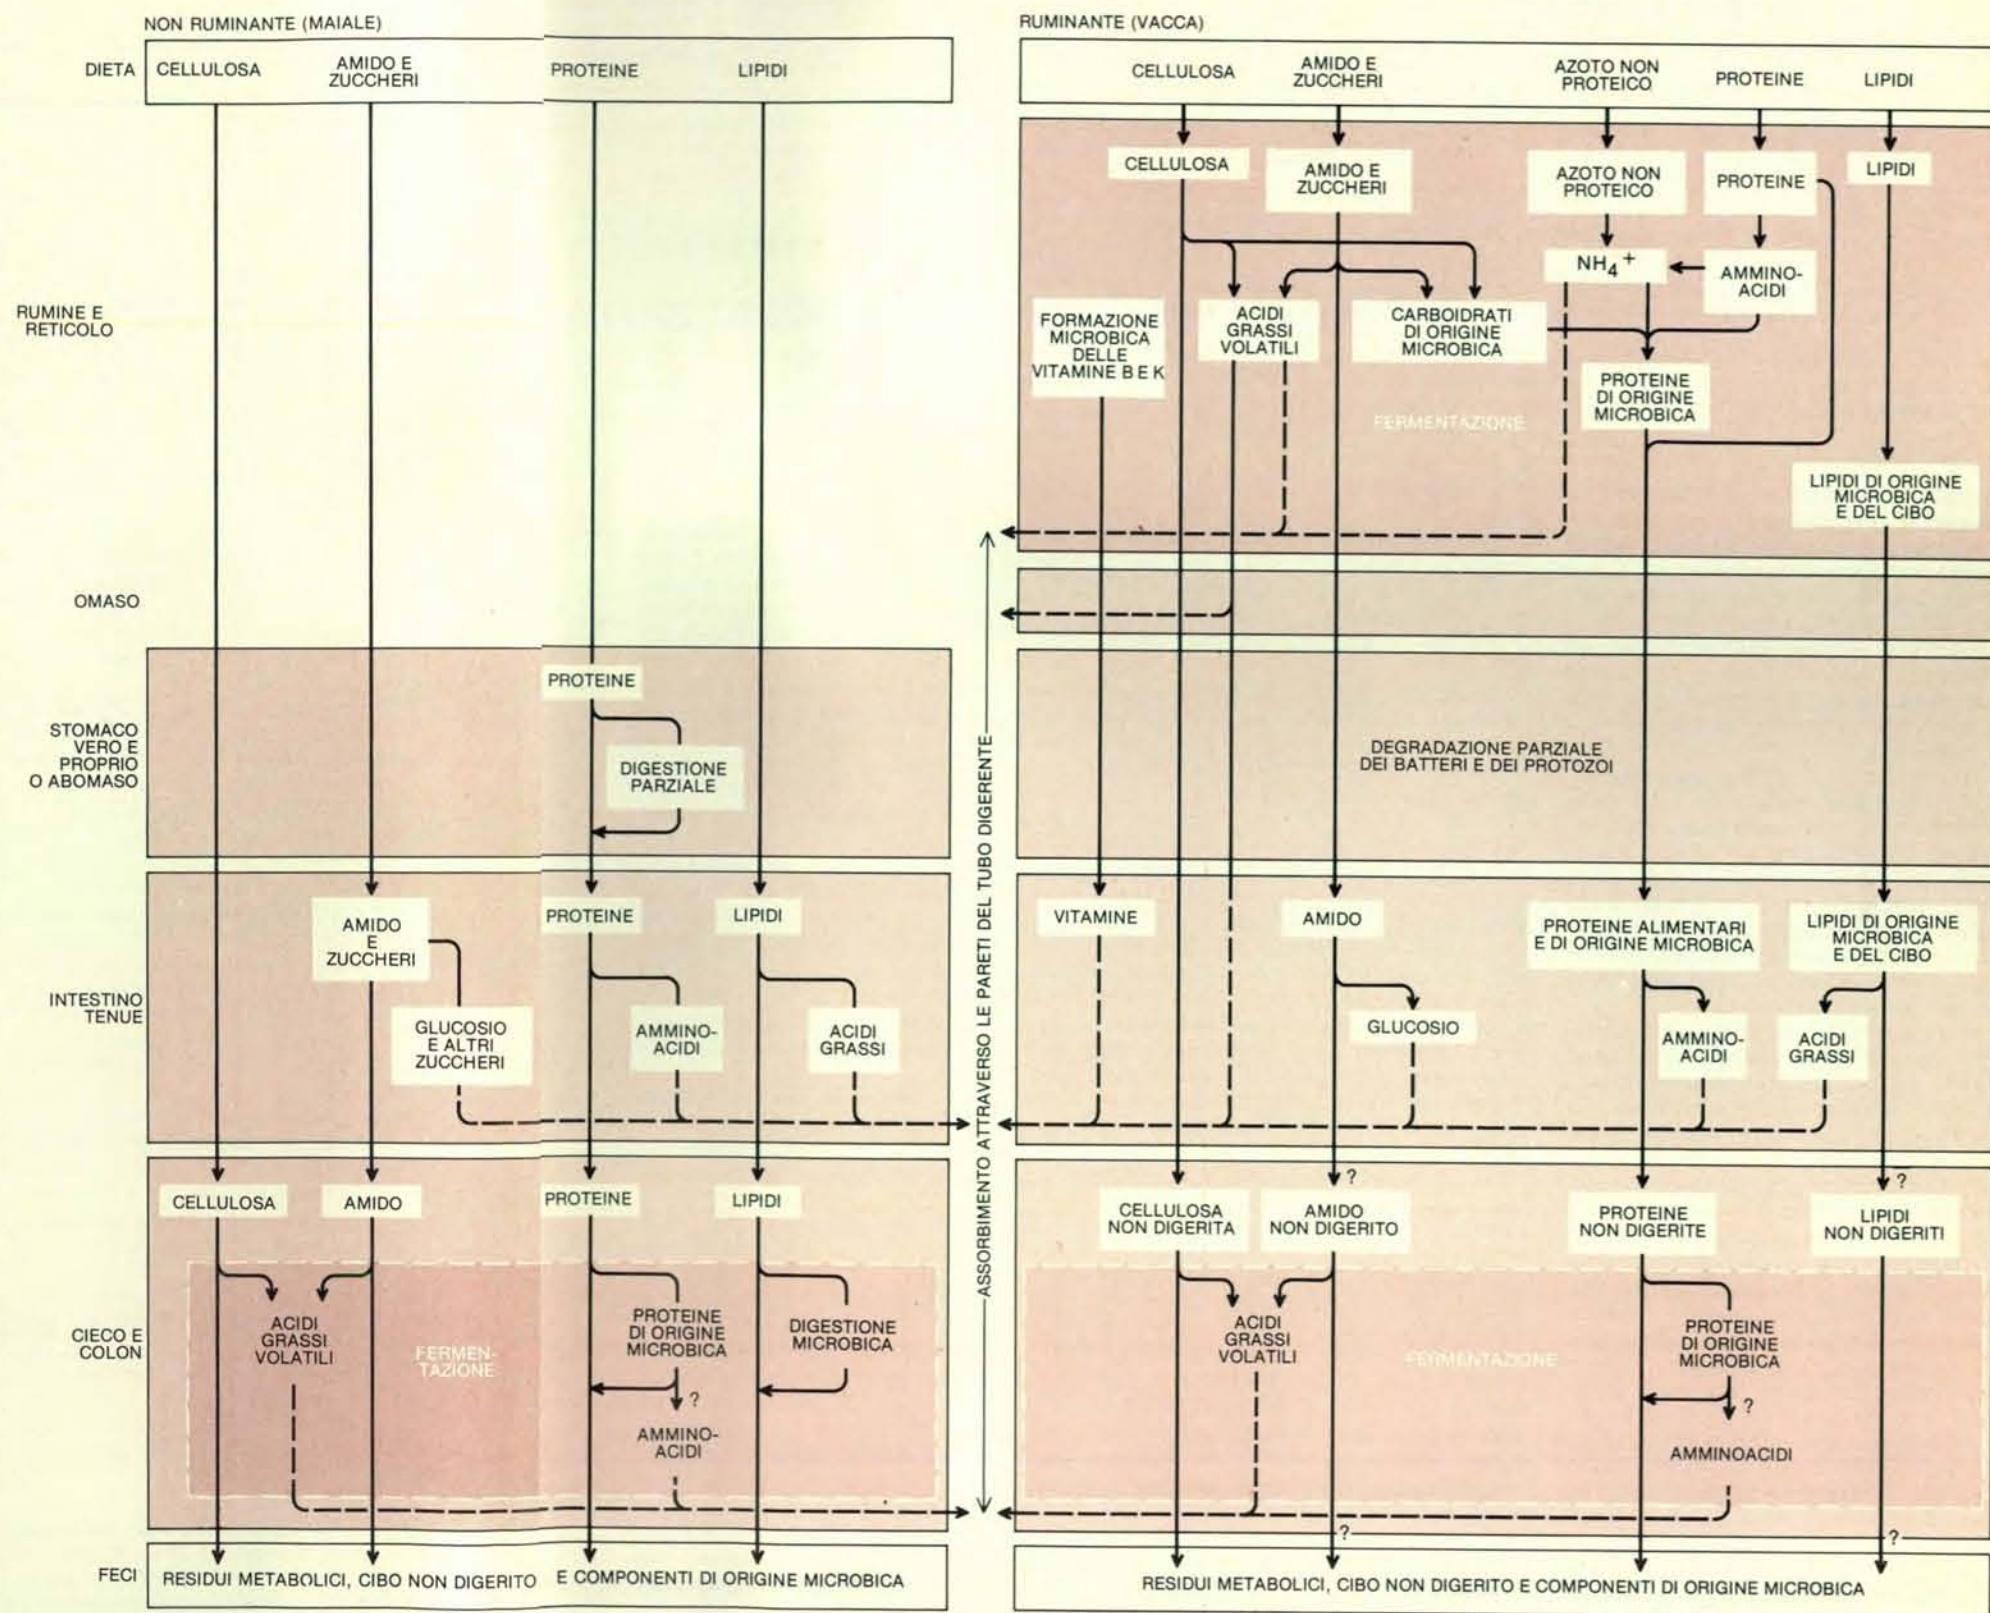 NON RUMINANTE (MAIALE)
DIETA
CELLULOSA
AMIDO E
ZUCCHERI
PROTEINE
LIPIDI
RUMINANTE (VACCA)
CELLULOSA
AMIDO E
ZUCCHERI
AZOTO NON
PROTEICO
PROTEINE
LIPIDI
RUMINE E
RETICOLO
CELLULOSA
AMIDO E
ZUCCHERI
AZOTO NON
PROTEICO
PROTEINE
LIPIDI
NH4+
AMMINO-
ACIDI
FORMAZIONE
MICROBICA
DELLE
VITAMINE B E K
ACIDI
GRASSI
VOLATILI
CARBOIDRATI
DI ORIGINE
MICROBICA
PROTEINE
DI ORIGINE
MICROBICA
FERMENTAZIONE
LIPIDI DI ORIGINE
MICROBICA
E DEL CIBO
OMASO
STOMACO
VERO E
PROPRIO
O ABOMASO
PROTEINE
DIGESTIONE
PARZIALE
ASSORBIMENTO ATTRAVERSO LE PARETI DEL TUBO DIGERENTE
DEGRADAZIONE PARZIALE
DEI BATTERI E DEI PROTOZOI
INTESTINO
TENUE
AMIDO
E
ZUCCHERI
PROTEINE
LIPIDI
GLUCOSIO
E ALTRI
ZUCCHERI
AMMINO-
ACIDI
ACIDI
GRASSI
VITAMINE
AMIDO
PROTEINE ALIMENTARI
E DI ORIGINE MICROBICA
LIPIDI DI ORIGINE
MICROBICA
E DEL CIBO
GLUCOSIO
AMMINO-
ACIDI
ACIDI
GRASSI
CIECO E
COLON
CELLULOSA
AMIDO
PROTEINE
LIPIDI
ACIDI
GRASSI
VOLATILI
FERMEN-
TAZIONE
PROTEINE
DI ORIGINE
MICROBICA
DIGESTIONE
MICROBICA
?
AMMINO-
ACIDI
?
?
CELLULOSA
NON DIGERITA
AMIDO
NON DIGERITO
PROTEINE
NON DIGERITE
LIPIDI
NON DIGERITI
ACIDI
GRASSI
VOLATILI
FERMENTAZIONE
PROTEINE
DI ORIGINE
MICROBICA
?
AMMINOACIDI
?
?
FECI
RESIDUI METABOLICI, CIBO NON DIGERITO E COMPONENTI DI ORIGINE MICROBICA
RESIDUI METABOLICI, CIBO NON DIGERITO E COMPONENTI DI ORIGINE MICROBICA